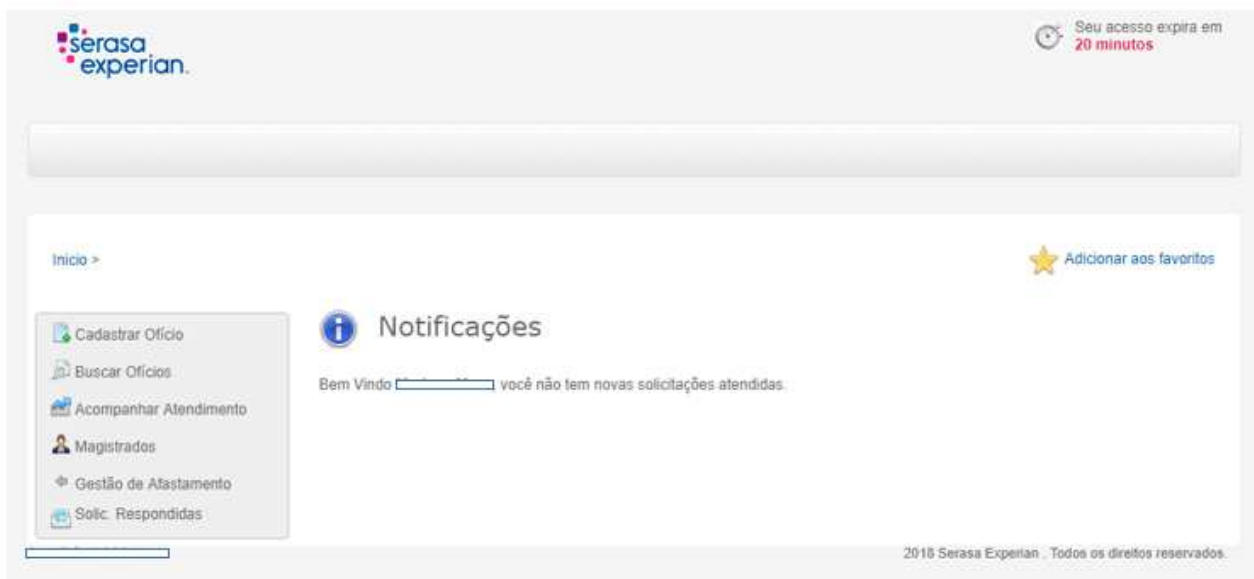 serasa
experian.
Seu acesso expira em
20 minutos
Início >
Adicionar aos favoritos
Cadastrar Ofício
Buscar Ofícios
Acompanhar Atendimento
Magistrados
Gestão de Afastamento
Solic. Respondidas
Notificações
Bem Vindo você não tem novas solicitações atendidas.
2018 Serasa Experian . Todos os direitos reservados.